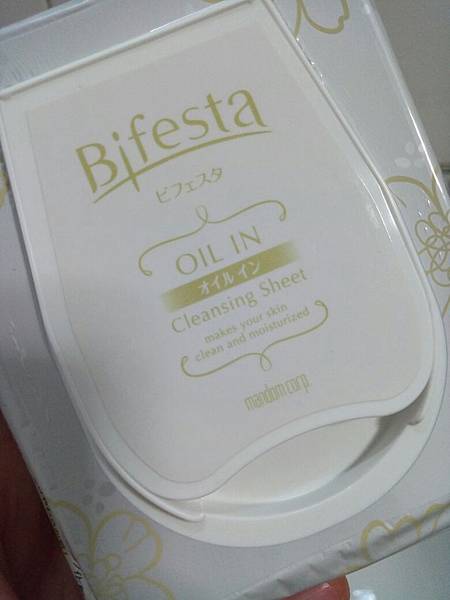 Bifesta
ビフェスタ
OIL IN
オイルイン
Cleansing Sheet
makes your skin
clean and moisturized
mandom corp.